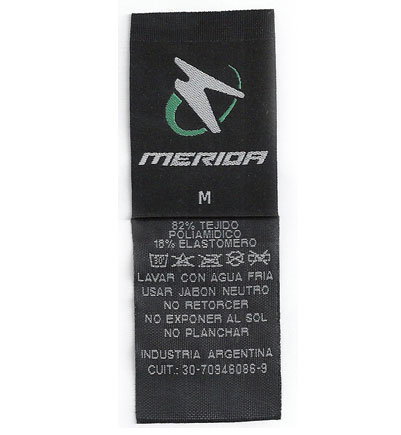 MERIDA
M
82% TEJIDO
POLIAMIDICO
18% ELASTOMERO
30°
LAVAR CON AGUA FRIA
USAR JABON NEUTRO
NO RETORCER
NO EXPONER AL SOL
NO PLANCHAR
INDUSTRIA ARGENTINA
CUIT.: 30-70946086-9